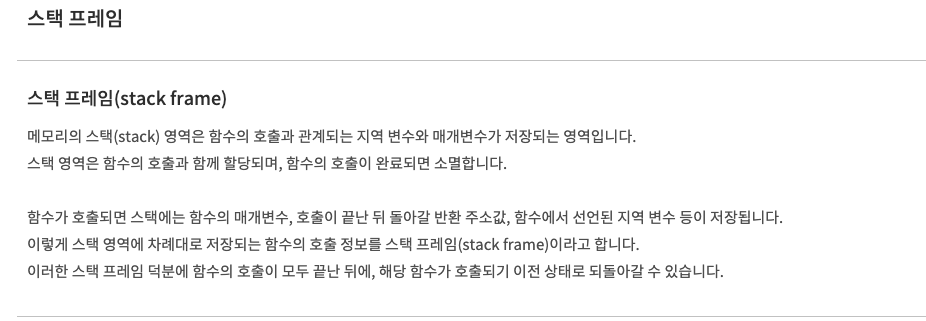 스택 프레임
스택 프레임(stack frame)
메모리의 스택(stack) 영역은 함수의 호출과 관계되는 지역 변수와 매개변수가 저장되는 영역입니다.
스택 영역은 함수의 호출과 함께 할당되며, 함수의 호출이 완료되면 소멸합니다.
함수가 호출되면 스택에는 함수의 매개변수, 호출이 끝난 뒤 돌아갈 반환 주소값, 함수에서 선언된 지역 변수 등이 저장됩니다.
이렇게 스택 영역에 차례대로 저장되는 함수의 호출 정보를 스택 프레임(stack frame)이라고 합니다.
이러한 스택 프레임 덕분에 함수의 호출이 모두 끝난 뒤에, 해당 함수가 호출되기 이전 상태로 되돌아갈 수 있습니다.